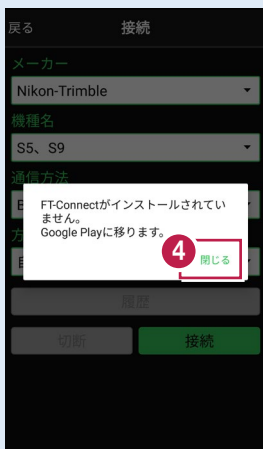 戻る 接続
メーカー
Nikon-Trimble
機種名
S5、S9
通信方法
FT-Connectがインストールされてい
ません。
Google Playに移ります。
4
閉じる
履歴
切断 接続